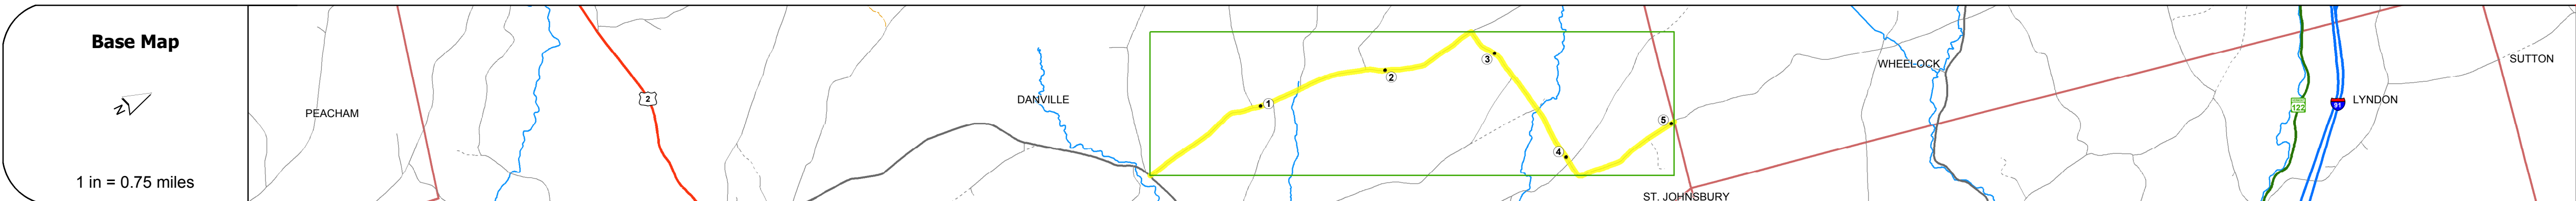 Base Map
N
1 in = 0.75 miles
PEACHAM
2
DANVILLE
1
2
3
4
5
ST. JOHNSBURY
WHEELOCK
122
91
LYNDON
SUTTON